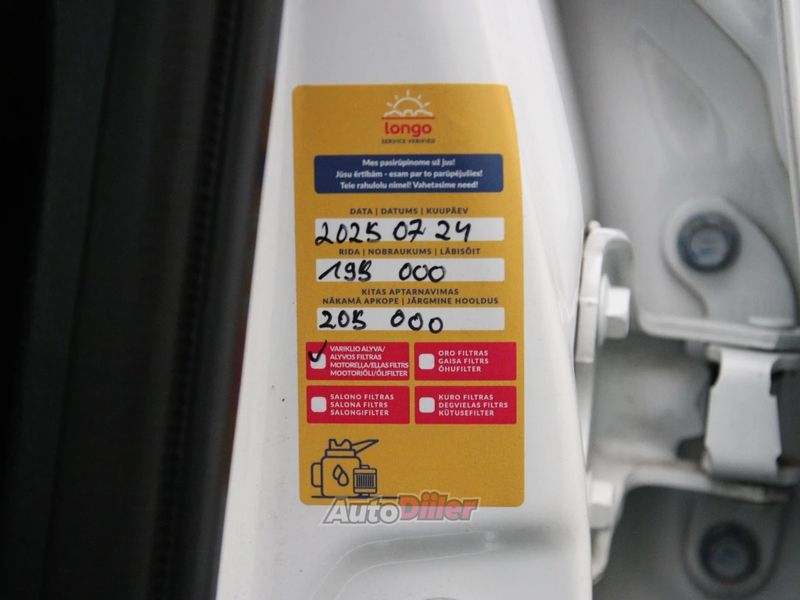 longo
SERVICE VERIFIED
Mes pasirūpinome už jus!
Jūsu ērtībām - esam par to parūpējušies!
Teie rahulolu nimel! Vahetasime need!
DATA | DATUMS | KUUPÄEV
2025 07 24
RIDA | NOBRAUKUMS | LÄBISÕIT
195 000
KITAS APTARNAVIMAS
NĀKAMĀ APKOPE | JÄRGMINE HOOLDUS
205 000
VARIKLIO ALYVA/
ALYVOS FILTRAS
MOTOREĻĻA/EĻĻAS FILTRS
MOOTORIÕLI/ÕLIFILTER
ORO FILTRAS
GAISA FILTRS
ÕHUFILTER
SALONO FILTRAS
SALONA FILTRS
SALONGIFILTER
KURO FILTRAS
DEGVIELAS FILTRS
KÜTUSEFILTER
AutoDiiler